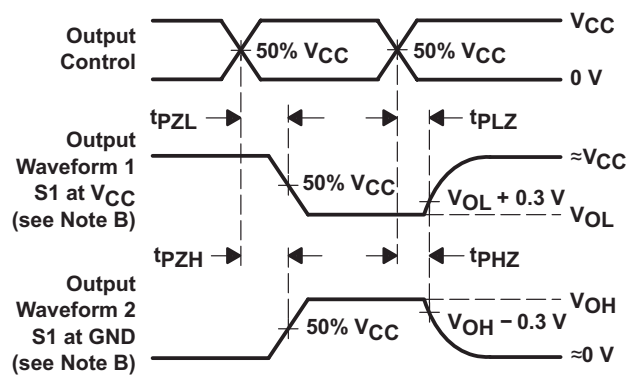 Output
Control
50% VCC
50% VCC
VCC
0 V
tPZL
tPLZ
Output
Waveform 1
S1 at VCC
(see Note B)
50% VCC
≈VCC
VOL + 0.3 V
VOL
tPZH
tPHZ
Output
Waveform 2
S1 at GND
(see Note B)
50% VCC
VOH
VOH − 0.3 V
≈0 V